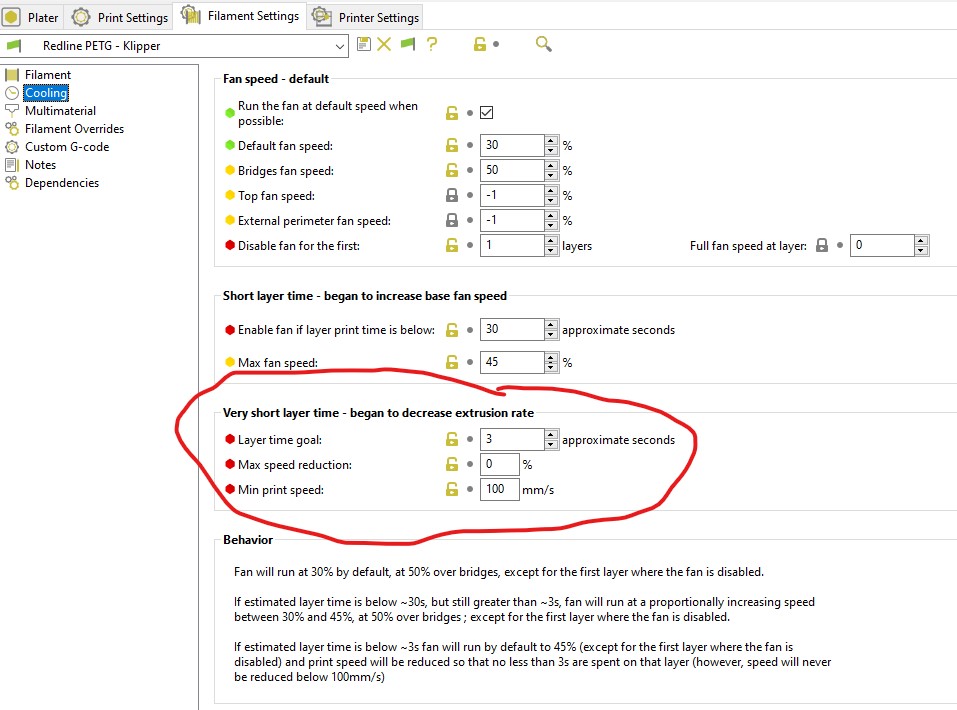 Plater Print Settings Filament Settings Printer Settings
Redline PETG - Klipper ?
Filament
Cooling
Multimaterial
Filament Overrides
Custom G-code
Notes
Dependencies
Fan speed - default
Run the fan at default speed when
possible:
Default fan speed: 30 %
Bridges fan speed: 50 %
Top fan speed: -1 %
External perimeter fan speed: -1 %
Disable fan for the first: 1 layers Full fan speed at layer: 0
Short layer time - began to increase base fan speed
Enable fan if layer print time is below: 30 approximate seconds
Max fan speed: 45 %
Very short layer time - began to decrease extrusion rate
Layer time goal: 3 approximate seconds
Max speed reduction: 0 %
Min print speed: 100 mm/s
Behavior
Fan will run at 30% by default, at 50% over bridges, except for the first layer where the fan is disabled.
If estimated layer time is below ~30s, but still greater than ~3s, fan will run at a proportionally increasing speed
between 30% and 45%, at 50% over bridges ; except for the first layer where the fan is disabled.
If estimated layer time is below ~3s fan will run by default to 45% (except for the first layer where the fan is
disabled) and print speed will be reduced so that no less than 3s are spent on that layer (however, speed will never
be reduced below 100mm/s)